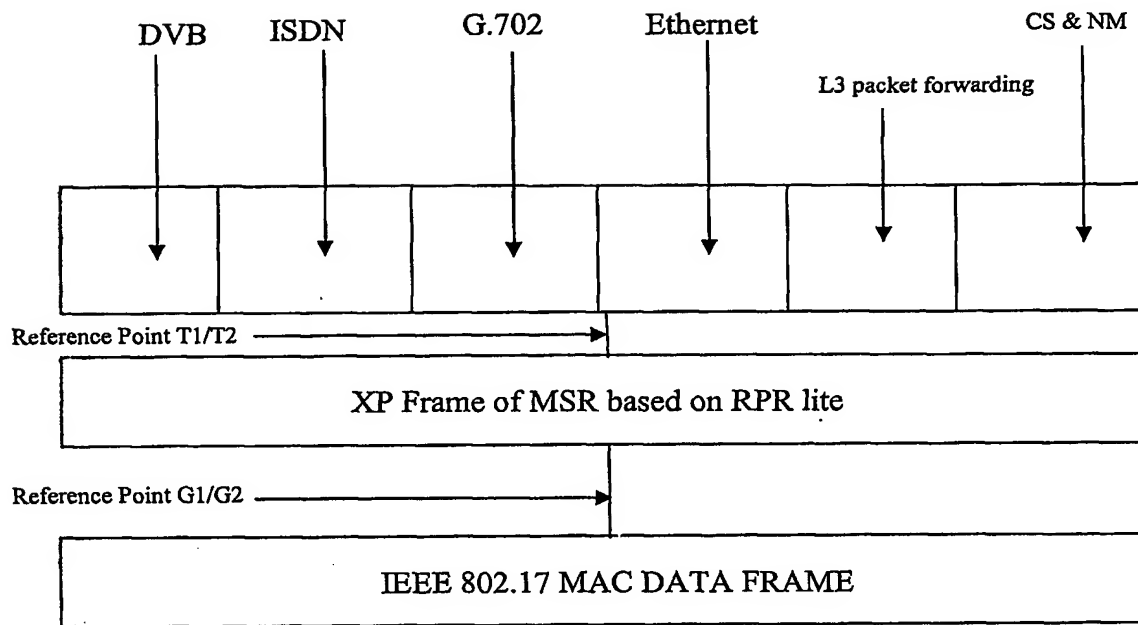 DVB ISDN G.702 Ethernet CS & NM
L3 packet forwarding
Reference Point T1/T2
XP Frame of MSR based on RPR lite
Reference Point G1/G2
IEEE 802.17 MAC DATA FRAME